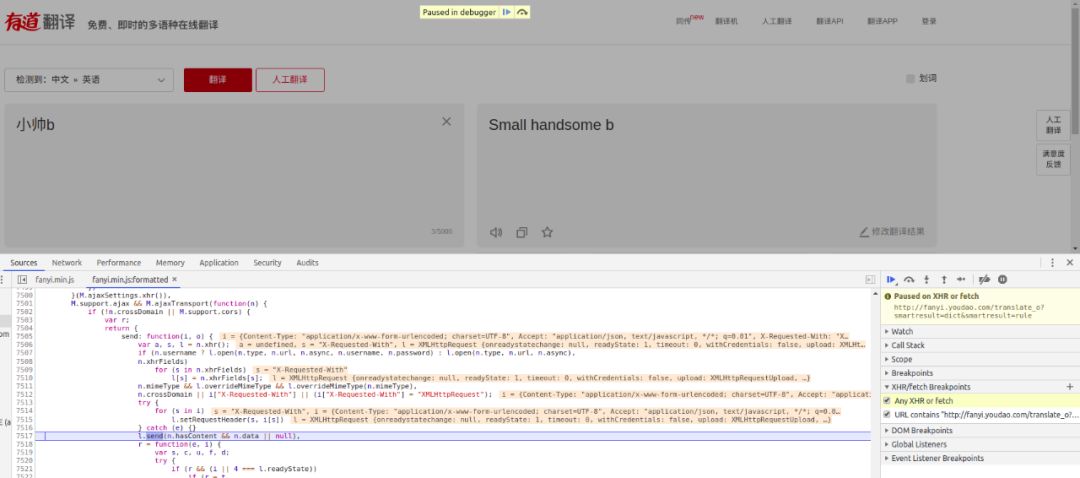 有道翻译 免费、即时的多语种在线翻译
Paused in debugger
同传new 翻译机 人工翻译 翻译API 翻译APP 登录
检测到：中文 » 英语 翻译 人工翻译 划词
小帅b
Small handsome b
人工
翻译
满意度
反馈
3/5000
修改翻译结果
Sources Network Performance Memory Application Security Audits
fanyi.min.js fanyi.min.js:formatted ×
7500 }(M.ajaxSettings.xhr()),
7501 M.support.ajax && M.ajaxTransport(function(n) {
7502 if (!n.crossDomain || M.support.cors) {
7503 var r;
7504 return {
7505 send: function(i, o) { i = {Content-Type: "application/x-www-form-urlencoded; charset=UTF-8", Accept: "application/json, text/javascript, */*; q=0.01", X-Requested-With: "X…
7506 var a, s, l = n.xhr(); a = undefined, s = "X-Requested-With", l = XMLHttpRequest {onreadystatechange: null, readyState: 1, timeout: 0, withCredentials: false, upload: XMLHt…
7507 if (n.username ? l.open(n.type, n.url, n.async, n.username, n.password) : l.open(n.type, n.url, n.async),
7508 n.xhrFields)
7509 for (s in n.xhrFields) s = "X-Requested-With"
7510 l[s] = n.xhrFields[s]; l = XMLHttpRequest {onreadystatechange: null, readyState: 1, timeout: 0, withCredentials: false, upload: XMLHttpRequestUpload, …}
7511 n.mimeType && l.overrideMimeType && l.overrideMimeType(n.mimeType),
7512 n.crossDomain || i["X-Requested-With"] || (i["X-Requested-With"] = "XMLHttpRequest"); i = {Content-Type: "application/x-www-form-urlencoded; charset=UTF-8", Accept: "applicati
7513 try {
7514 for (s in i) s = "X-Requested-With", i = {Content-Type: "application/x-www-form-urlencoded; charset=UTF-8", Accept: "application/json, text/javascript, */*; q=0.0…
7515 l.setRequestHeader(s, i[s]) l = XMLHttpRequest {onreadystatechange: null, readyState: 1, timeout: 0, withCredentials: false, upload: XMLHttpRequestUpload, …
7516 } catch (e) {}
7517 l.send(n.hasContent && n.data || null),
7518 r = function(e, i) {
7519 var s, c, u, f, d;
7520 try {
7521 if (r && (i || 4 === l.readyState))
Paused on XHR or fetch
http://fanyi.youdao.com/translate_o?
smartresult=dict&smartresult=rule
Watch
Call Stack
Scope
Breakpoints
XHR/fetch Breakpoints
Any XHR or fetch
URL contains "http://fanyi.youdao.com/translate_o?…
DOM Breakpoints
Global Listeners
Event Listener Breakpoints